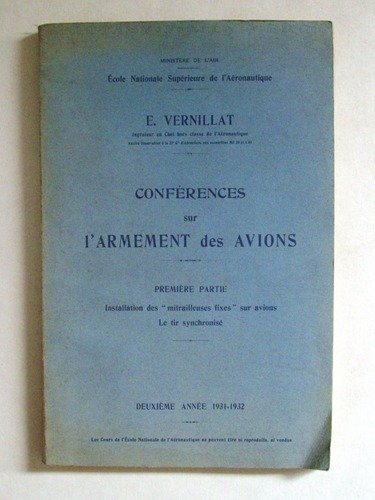 MINISTÈRE DE L'AIR
École Nationale Supérieure de l'Aéronautique
E. VERNILLAT
Ingénieur en Chef hors classe de l'Aéronautique
CONFÉRENCES
sur
l'ARMEMENT des AVIONS
PREMIÈRE PARTIE
Installation des "mitrailleuses fixes" sur avions
Le tir synchronisé
DEUXIÈME ANNÉE 1931-1932
Les Cours de l'École Nationale de l'Aéronautique ne peuvent être ni reproduits, ni vendus